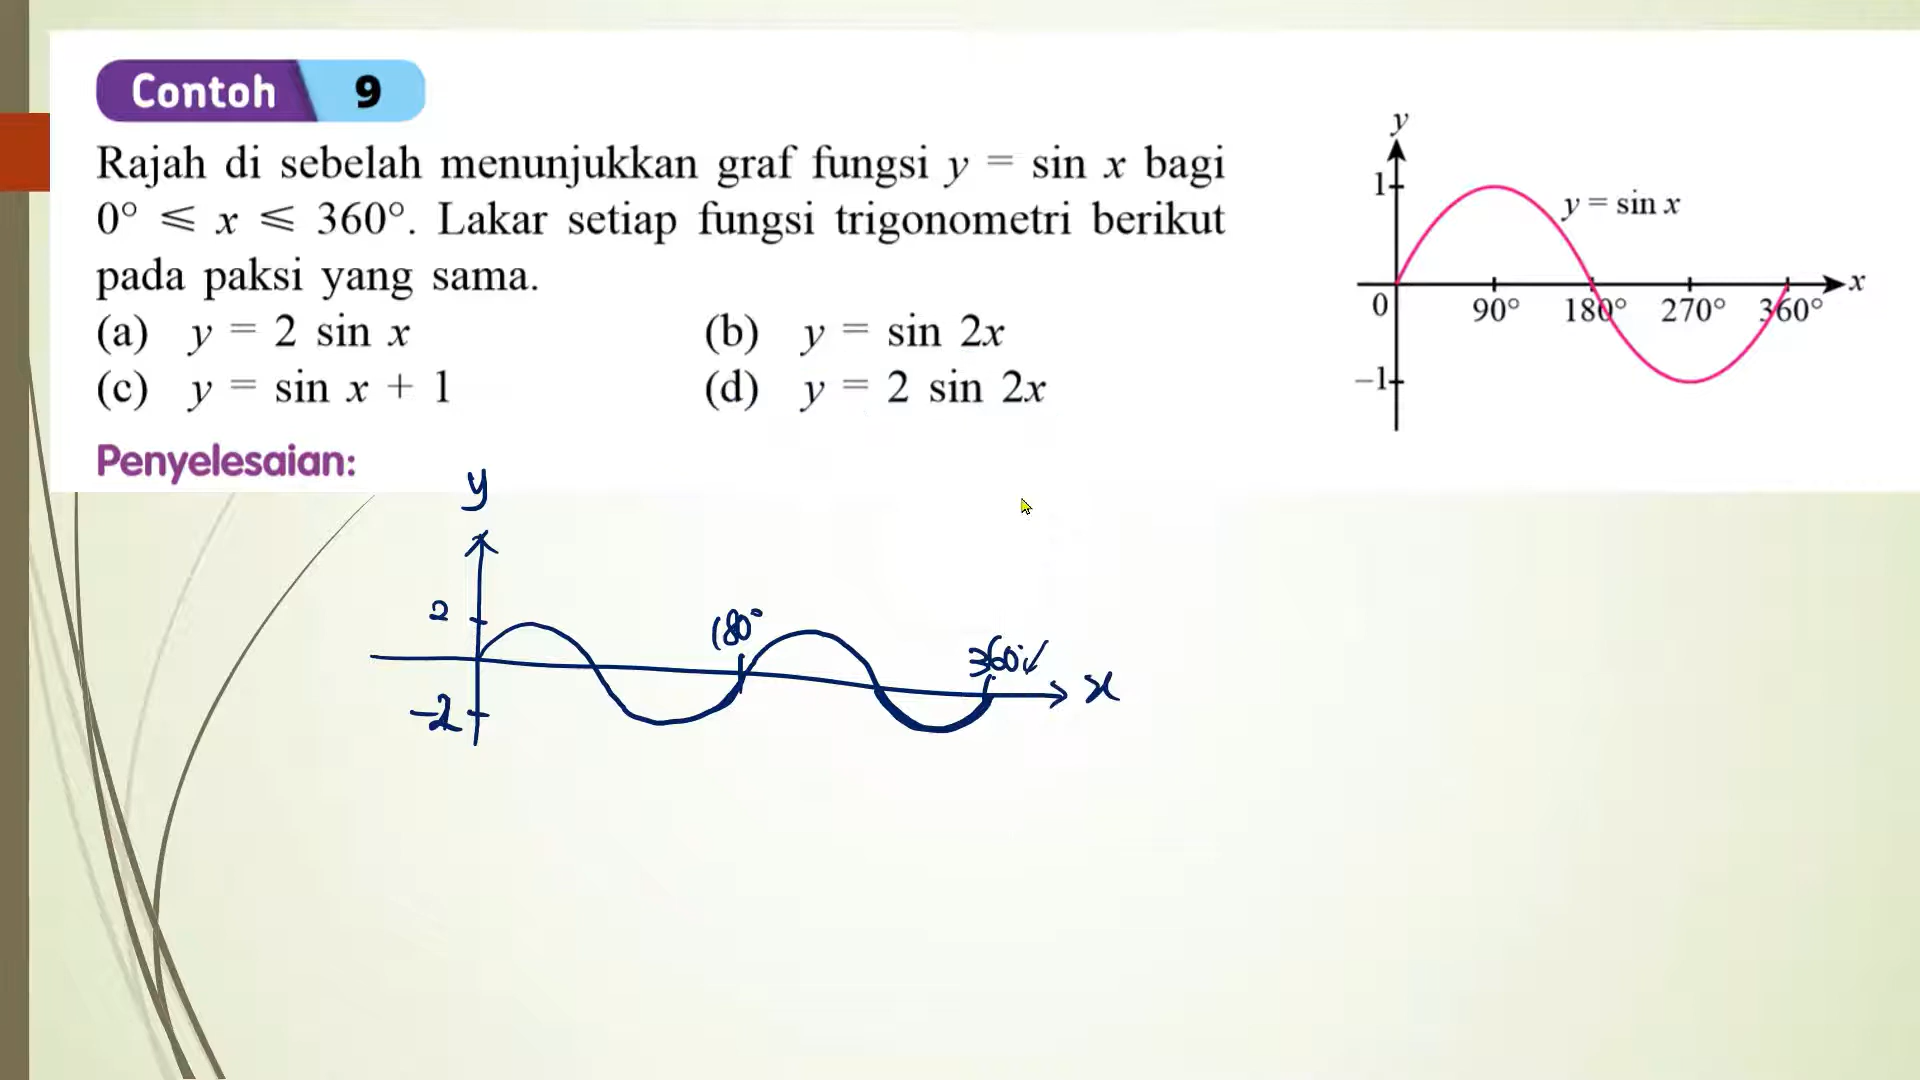 Contoh 9
Rajah di sebelah menunjukkan graf fungsi y = sin x bagi
0° ⩽ x ⩽ 360°. Lakar setiap fungsi trigonometri berikut
pada paksi yang sama.
(a) y = 2 sin x (b) y = sin 2x
(c) y = sin x + 1 (d) y = 2 sin 2x
y
1
y = sin x
0 90° 180° 270° 360° x
−1
Penyelesaian:
y
2
180°
360°✓
x
-2